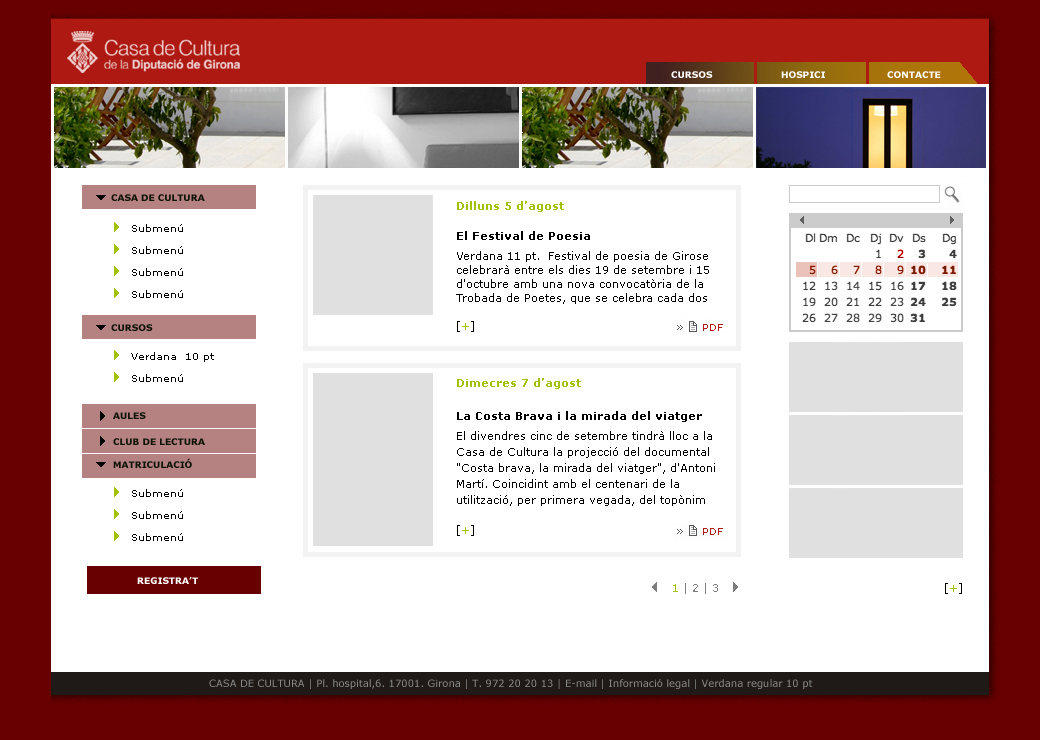 Casa de Cultura
de la Diputació de Girona
CURSOS
HOSPICI
CONTACTE
CASA DE CULTURA
Submenú
Submenú
Submenú
Submenú
CURSOS
Verdana 10 pt
Submenú
AULES
CLUB DE LECTURA
MATRICULACIÓ
Submenú
Submenú
Submenú
REGISTRA'T
Dilluns 5 d'agost
El Festival de Poesia
Verdana 11 pt. Festival de poesia de Girose
celebrarà entre els dies 19 de setembre i 15
d'octubre amb una nova convocatòria de la
Trobada de Poetes, que se celebra cada dos
[+]
» PDF
Dimecres 7 d'agost
La Costa Brava i la mirada del viatger
El divendres cinc de setembre tindrà lloc a la
Casa de Cultura la projecció del documental
"Costa brava, la mirada del viatger", d'Antoni
Martí. Coincidint amb el centenari de la
utilització, per primera vegada, del topònim
[+]
» PDF
1 | 2 | 3
Dl Dm Dc Dj Dv Ds Dg
1 2 3 4
5 6 7 8 9 10 11
12 13 14 15 16 17 18
19 20 21 22 23 24 25
26 27 28 29 30 31
[+]
CASA DE CULTURA | Pl. hospital,6. 17001. Girona | T. 972 20 20 13 | E-mail | Informació legal | Verdana regular 10 pt